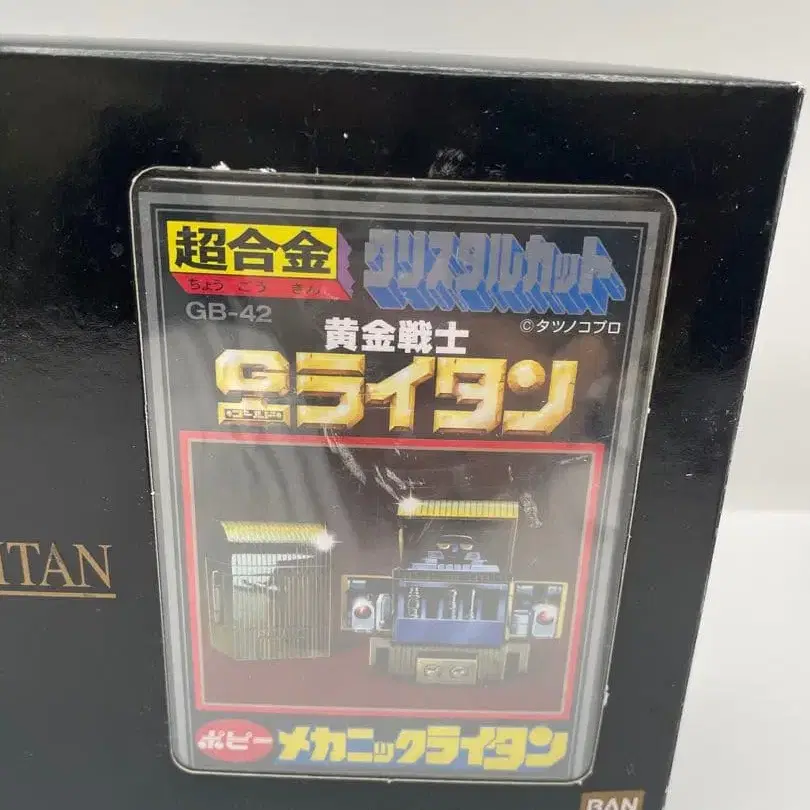 超合金
ちょう ごう きん
クリスタルカット
GB-42
©タツノコプロ
黄金戦士
Gライタン
ゴールド
ITAN
ポピー メカニックライタン
BAN